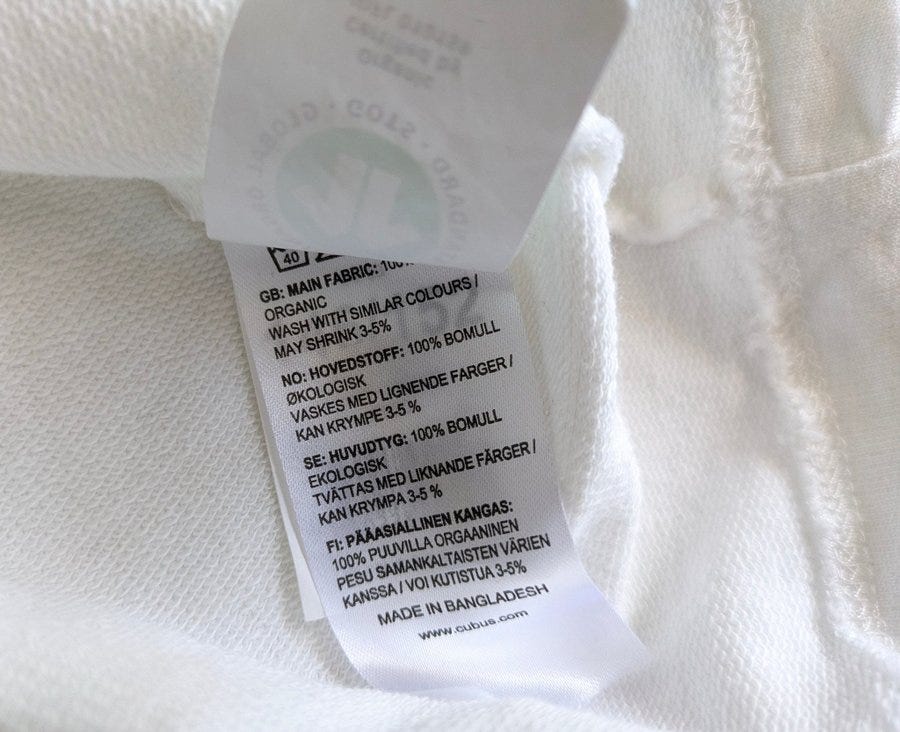 GOTS
40
GB: MAIN FABRIC: 100%
ORGANIC
WASH WITH SIMILAR COLOURS /
MAY SHRINK 3-5%
NO: HOVEDSTOFF: 100% BOMULL
ØKOLOGISK
VASKES MED LIGNENDE FARGER /
KAN KRYMPE 3-5 %
SE: HUVUDTYG: 100% BOMULL
EKOLOGISK
TVÄTTAS MED LIKNANDE FÄRGER /
KAN KRYMPA 3-5 %
FI: PÄÄASIALLINEN KANGAS:
100% PUUVILLA ORGAANINEN
PESU SAMANKALTAISTEN VÄRIEN
KANSSA / VOI KUTISTUA 3-5%
MADE IN BANGLADESH
www.cubus.com